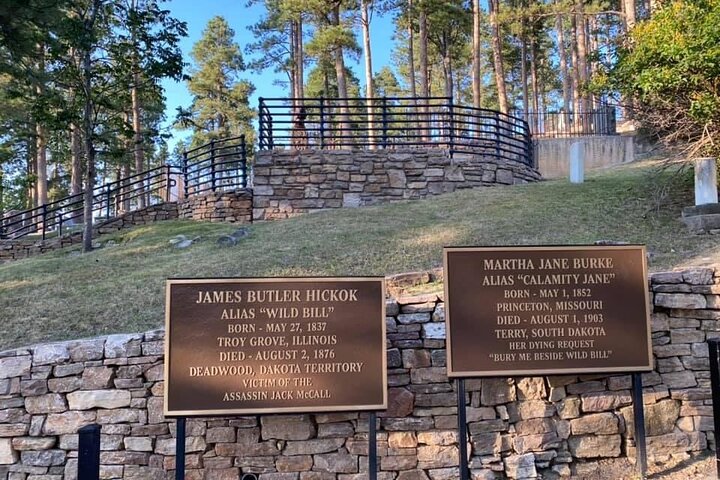 JAMES BUTLER HICKOK
ALIAS "WILD BILL"
BORN - MAY 27, 1837
TROY GROVE, ILLINOIS
DIED - AUGUST 2, 1876
DEADWOOD, DAKOTA TERRITORY
VICTIM OF THE
ASSASSIN JACK McCALL
MARTHA JANE BURKE
ALIAS "CALAMITY JANE"
BORN - MAY 1, 1852
PRINCETON, MISSOURI
DIED - AUGUST 1, 1903
TERRY, SOUTH DAKOTA
HER DYING REQUEST
"BURY ME BESIDE WILD BILL"